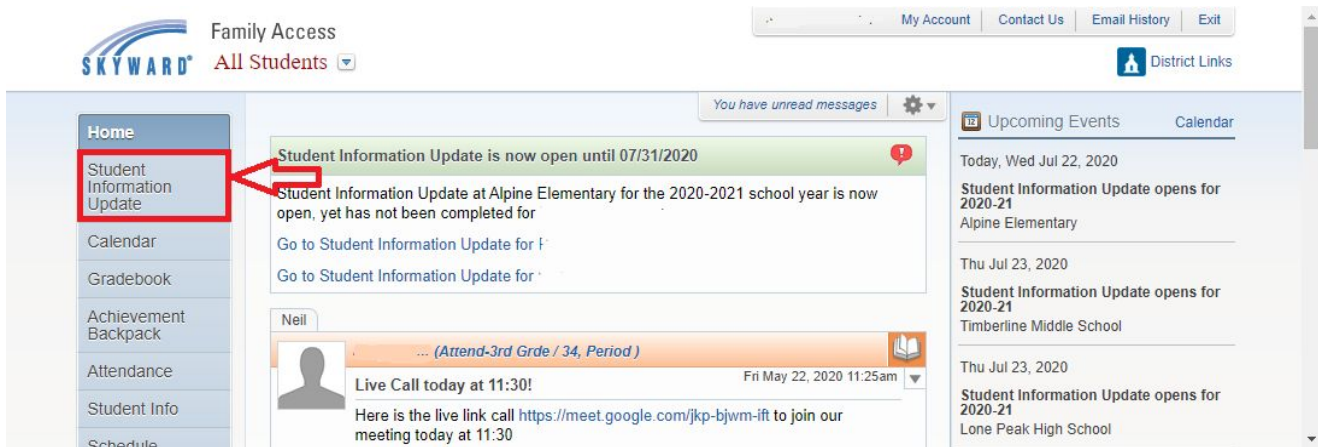 Family Access
SKYWARD®
All Students
My Account
Contact Us
Email History
Exit
District Links
Home
Student
Information
Update
Calendar
Gradebook
Achievement
Backpack
Attendance
Student Info
Schedule
You have unread messages
Student Information Update is now open until 07/31/2020
Student Information Update at Alpine Elementary for the 2020-2021 school year is now
open, yet has not been completed for
Go to Student Information Update for
Go to Student Information Update for
Neil
... (Attend-3rd Grde / 34, Period )
Live Call today at 11:30!
Fri May 22, 2020 11:25am
Here is the live link call https://meet.google.com/jkp-bjwm-ift to join our
meeting today at 11:30
12
Upcoming Events
Calendar
Today, Wed Jul 22, 2020
Student Information Update opens for
2020-21
Alpine Elementary
Thu Jul 23, 2020
Student Information Update opens for
2020-21
Timberline Middle School
Thu Jul 23, 2020
Student Information Update opens for
2020-21
Lone Peak High School